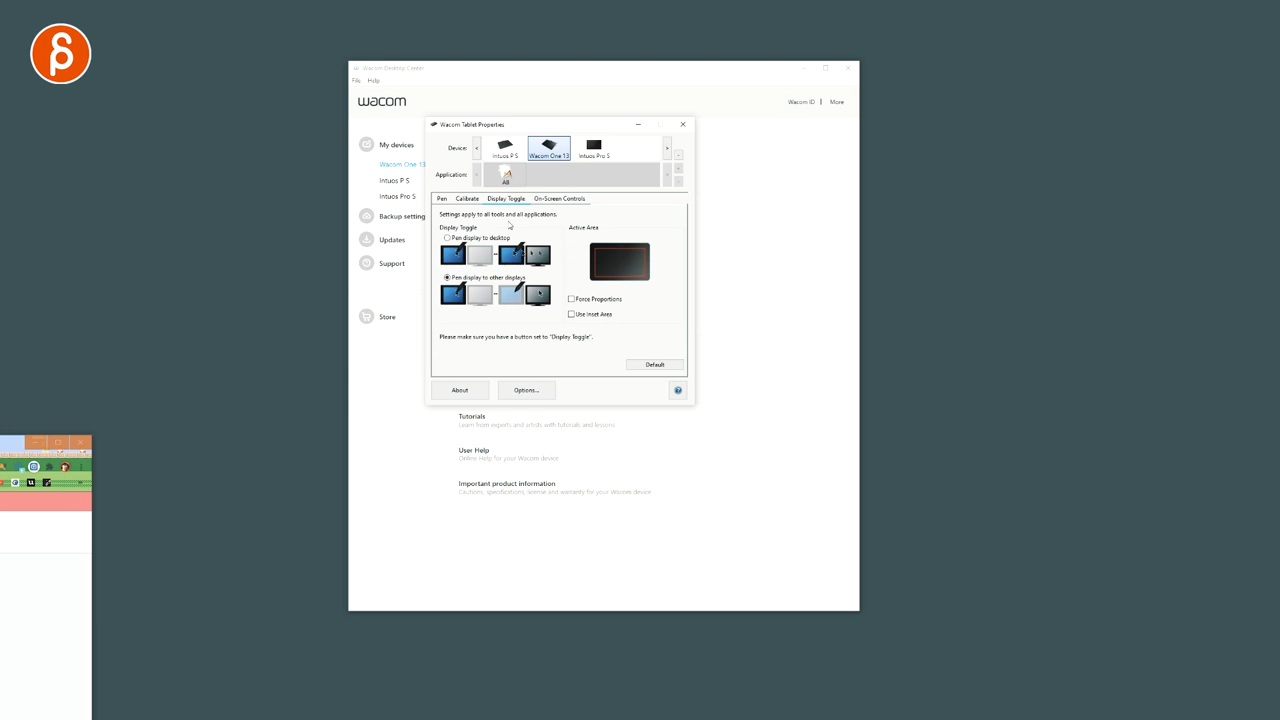 Wacom Desktop Center
File Help
wacom
Wacom ID | More
My devices
Wacom One 13
Intuos P S
Intuos Pro S
Backup setting
Updates
Support
Store
Wacom Tablet Properties
Device:
Intuos P S
Wacom One 13
Intuos Pro S
Application:
All
Pen Calibrate Display Toggle On-Screen Controls
Settings apply to all tools and all applications.
Display Toggle
Pen display to desktop
Pen display to other displays
Active Area
Force Proportions
Use Inset Area
Please make sure you have a button set to "Display Toggle".
Default
About
Options...
Tutorials
Learn from experts and artists with tutorials and lessons.
User Help
Online Help for your Wacom device
Important product information
Cautions, specifications, license and warranty for your Wacom device